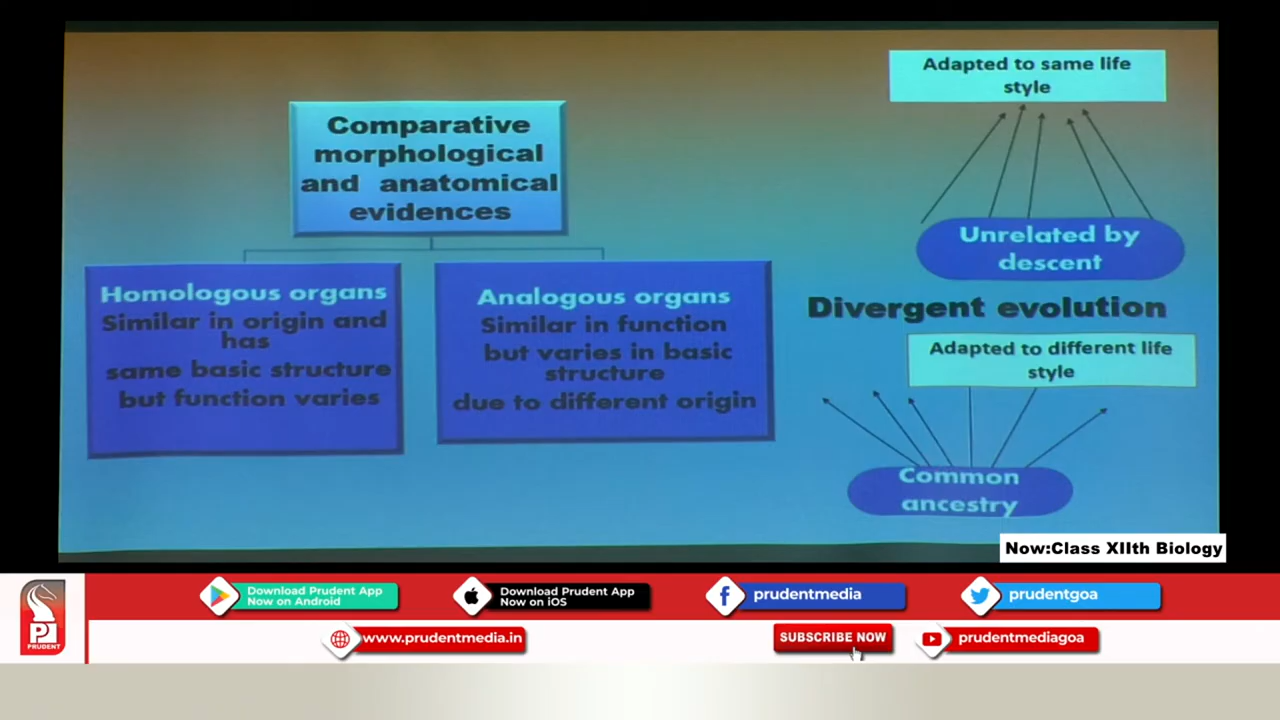 Comparative
morphological
and anatomical
evidences
Homologous organs
Similar in origin and
has
same basic structure
but function varies
Analogous organs
Similar in function
but varies in basic
structure
due to different origin
Adapted to same life
style
Unrelated by
descent
Divergent evolution
Adapted to different life
style
Common
ancestry
Now:Class XIIth Biology
PRUDENT
Download Prudent App
Now on Android
Download Prudent App
Now on iOS
prudentmedia
prudentgoa
www.prudentmedia.in
SUBSCRIBE NOW
prudentmediagoa